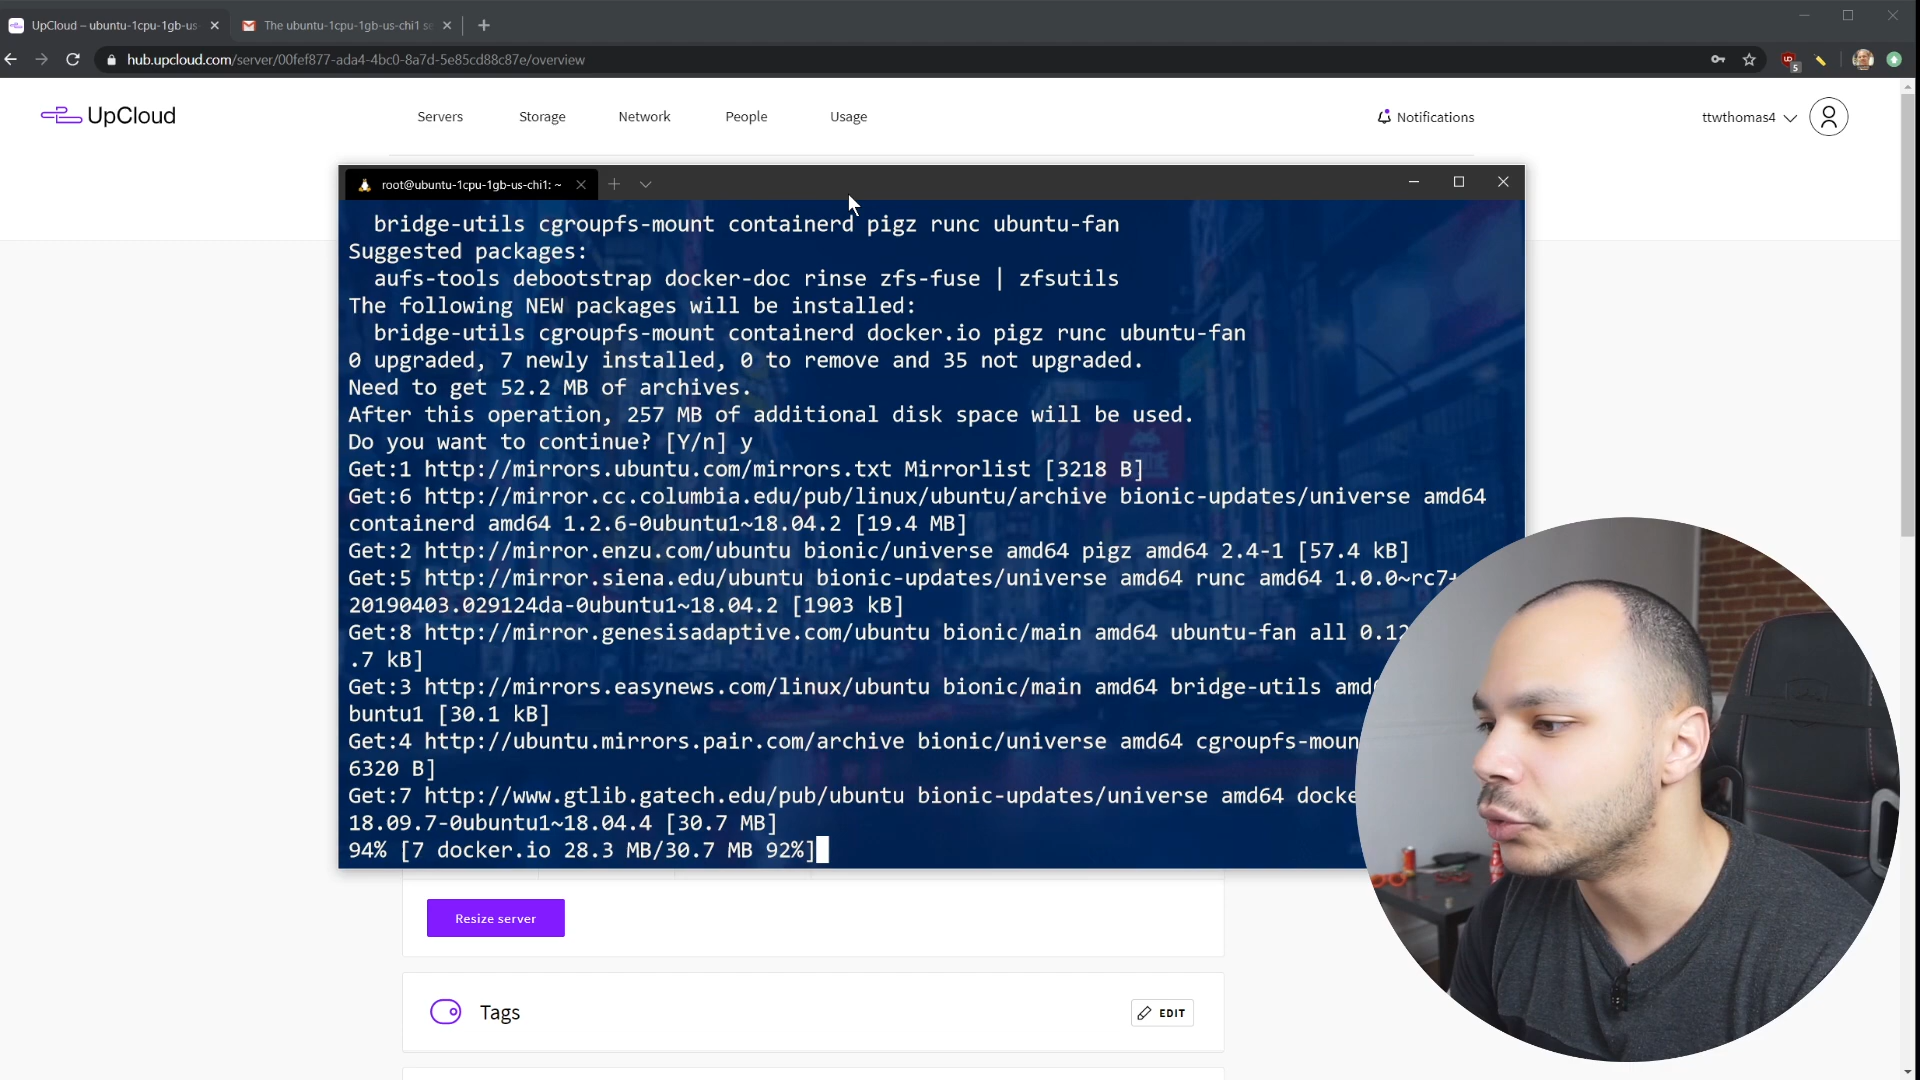 UpCloud – ubuntu-1cpu-1gb-us-
The ubuntu-1cpu-1gb-us-chi1 se
hub.upcloud.com/server/00fef877-ada4-4bc0-8a7d-5e85cd88c87e/overview
5
UpCloud
Servers
Storage
Network
People
Usage
Notifications
ttwthomas4
root@ubuntu-1cpu-1gb-us-chi1: ~
bridge-utils cgroupfs-mount containerd pigz runc ubuntu-fan
Suggested packages:
aufs-tools debootstrap docker-doc rinse zfs-fuse | zfsutils
The following NEW packages will be installed:
bridge-utils cgroupfs-mount containerd docker.io pigz runc ubuntu-fan
0 upgraded, 7 newly installed, 0 to remove and 35 not upgraded.
Need to get 52.2 MB of archives.
After this operation, 257 MB of additional disk space will be used.
Do you want to continue? [Y/n] y
Get:1 http://mirrors.ubuntu.com/mirrors.txt Mirrorlist [3218 B]
Get:6 http://mirror.cc.columbia.edu/pub/linux/ubuntu/archive bionic-updates/universe amd64
containerd amd64 1.2.6-0ubuntu1~18.04.2 [19.4 MB]
Get:2 http://mirror.enzu.com/ubuntu bionic/universe amd64 pigz amd64 2.4-1 [57.4 kB]
Get:5 http://mirror.siena.edu/ubuntu bionic-updates/universe amd64 runc amd64 1.0.0~rc7+
20190403.029124da-0ubuntu1~18.04.2 [1903 kB]
Get:8 http://mirror.genesisadaptive.com/ubuntu bionic/main amd64 ubuntu-fan all 0.12
.7 kB]
Get:3 http://mirrors.easynews.com/linux/ubuntu bionic/main amd64 bridge-utils amd
buntu1 [30.1 kB]
Get:4 http://ubuntu.mirrors.pair.com/archive bionic/universe amd64 cgroupfs-moun
6320 B]
Get:7 http://www.gtlib.gatech.edu/pub/ubuntu bionic-updates/universe amd64 docke
18.09.7-0ubuntu1~18.04.4 [30.7 MB]
94% [7 docker.io 28.3 MB/30.7 MB 92%]
Resize server
Tags
EDIT